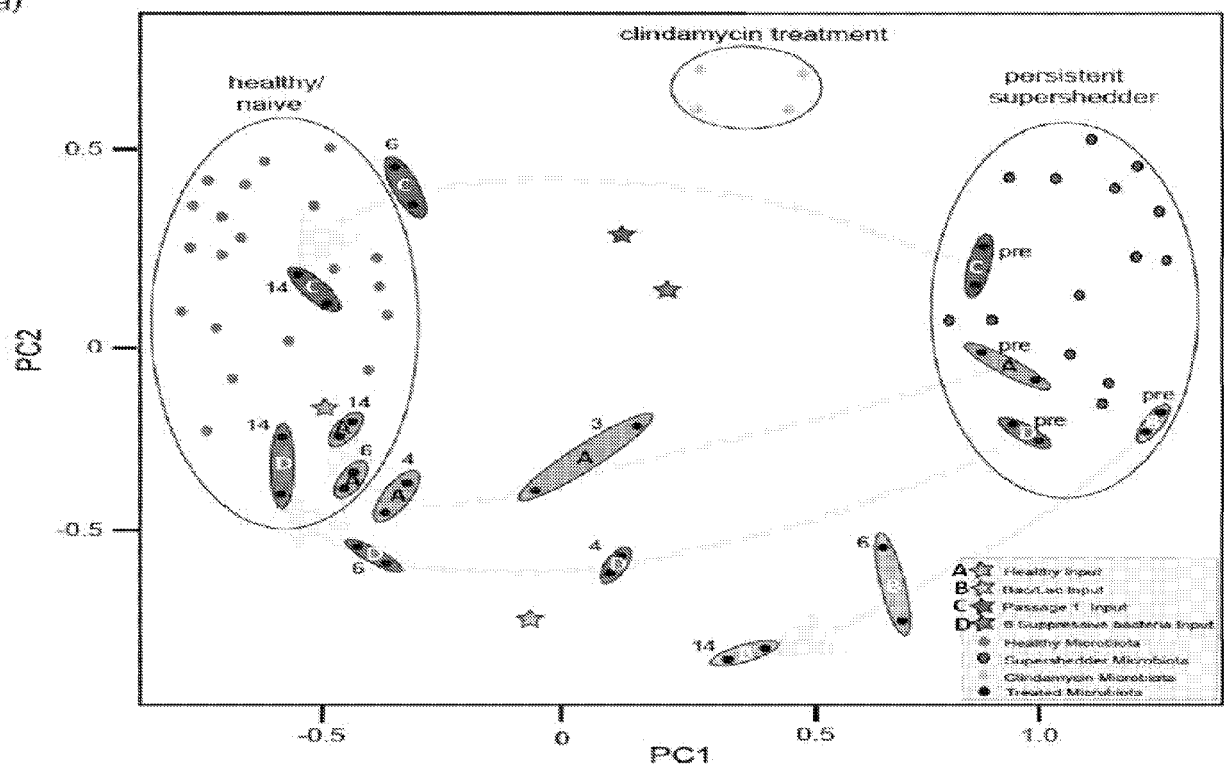 a)
clindamycin treatment
healthy/
naive
persistent
supershedder
0.5
0
-0.5
PC2
6
C
14
C
pre
C
pre
A
pre
B
pre
3
A
14
14
6
A
4
A
6
4
B
6
14
A Healthy Input
B Bac/Lac Input
C Passage 1 Input
D 6 Suppressive bacteria Input
Healthy Microbiota
Supershedder Microbiota
Clindamycin Microbiota
Treated Microbiota
-0.5
0
0.5
1.0
PC1